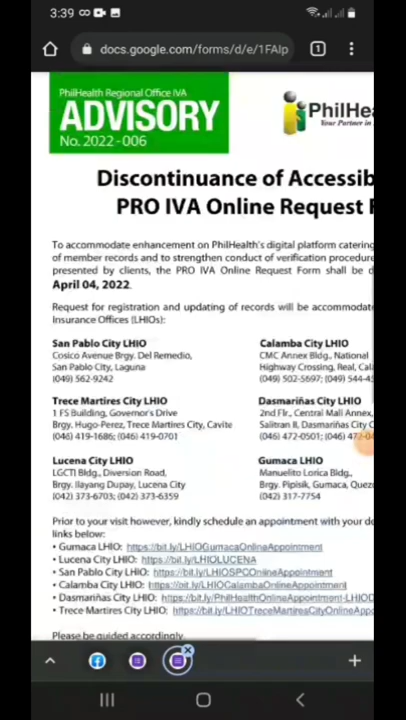 3:39
docs.google.com/forms/d/e/1FAIp
1
PhilHealth Regional Office IVA
ADVISORY
No. 2022-006
PhilHea
Your Partner in
Discontinuance of Accessib
PRO IVA Online Request F
To accommodate enhancement on PhilHealth's digital platform catering
of member records and to strengthen conduct of verification procedure
presented by clients, the PRO IVA Online Request Form shall be d
April 04, 2022.
Request for registration and updating of records will be accommodat
Insurance Offices (LHIOs):
San Pablo City LHIO
Cosico Avenue Brgy. Del Remedio,
San Pablo City, Laguna
(049) 562-9242
Calamba City LHIO
CMC Annex Bldg., National
Highway Crossing, Real, Cal
(049) 502-5697; (049) 544-4
Trece Martires City LHIO
1 FS Building, Governor's Drive
Brgy. Hugo-Perez, Trece Martires City, Cavite
(046) 419-1686; (046) 419-0701
Dasmariñas City LHIO
2nd Flr., Central Mall Annex,
Salitran II, Dasmariñas City C
(046) 472-0501; (046) 472-0
Lucena City LHIO
LGCTI Bldg., Diversion Road,
Brgy. Ilayang Dupay, Lucena City
(042) 373-6703; (042) 373-6359
Gumaca LHIO
Manuelito Lorica Bldg.,
Brgy. Pipisik, Gumaca, Quez
(042) 317-7754
Prior to your visit however, kindly schedule an appointment with your de
links below:
• Gumaca LHIO: https://bit.ly/LHIOGumacaOnlineAppointment
• Lucena City LHIO: https://bit.ly/LHIOLUCENA
• San Pablo City LHIO: https://bit.ly/LHIOSPCOnlineAppointment
• Calamba City LHIO: https://bit.ly/LHIOCalambaOnlineAppointment
• Dasmariñas City LHIO: https://bit.ly/PhilHealthOnlineAppointment-LHIOD
• Trece Martires City LHIO: https://bit.ly/LHIOTreceMartiresCityOnlineAppo
Please be guided accordingly.